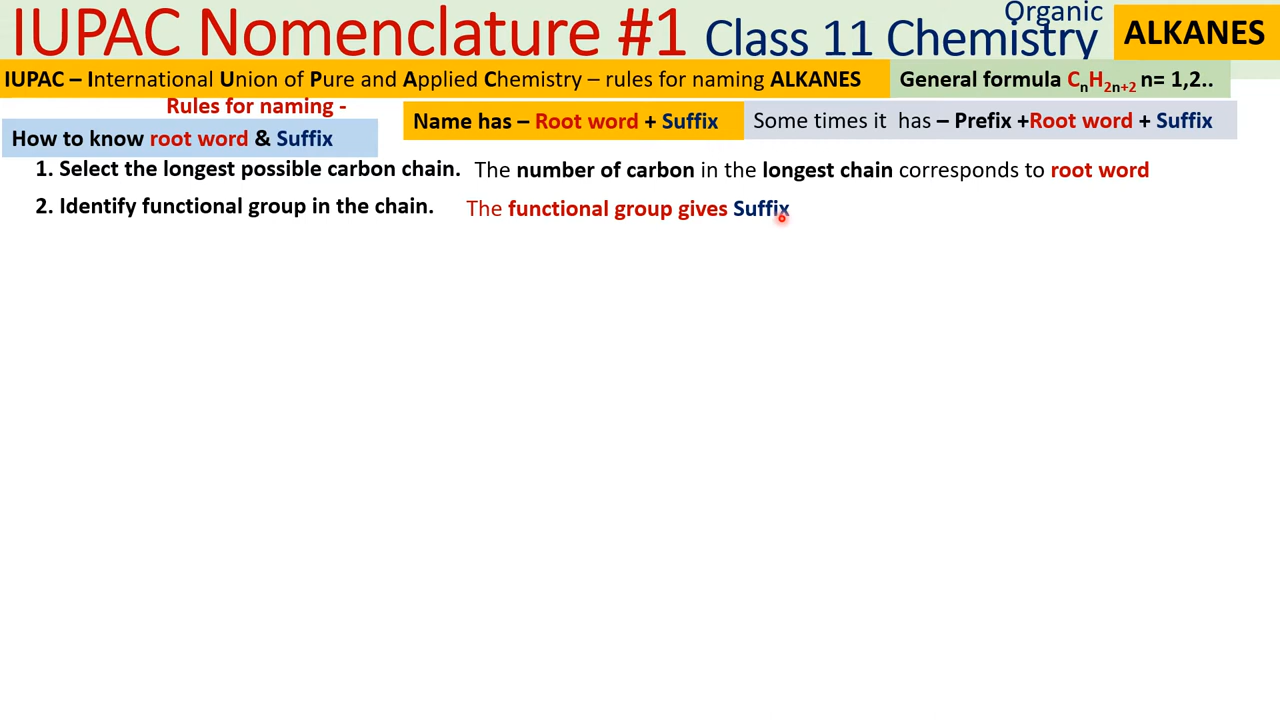 IUPAC Nomenclature #1 Class 11 Organic Chemistry ALKANES
IUPAC – International Union of Pure and Applied Chemistry – rules for naming ALKANES
General formula CnH2n+2 n= 1,2..
Rules for naming -
Name has – Root word + Suffix
Some times it has – Prefix +Root word + Suffix
How to know root word & Suffix
1. Select the longest possible carbon chain. The number of carbon in the longest chain corresponds to root word
2. Identify functional group in the chain. The functional group gives Suffix